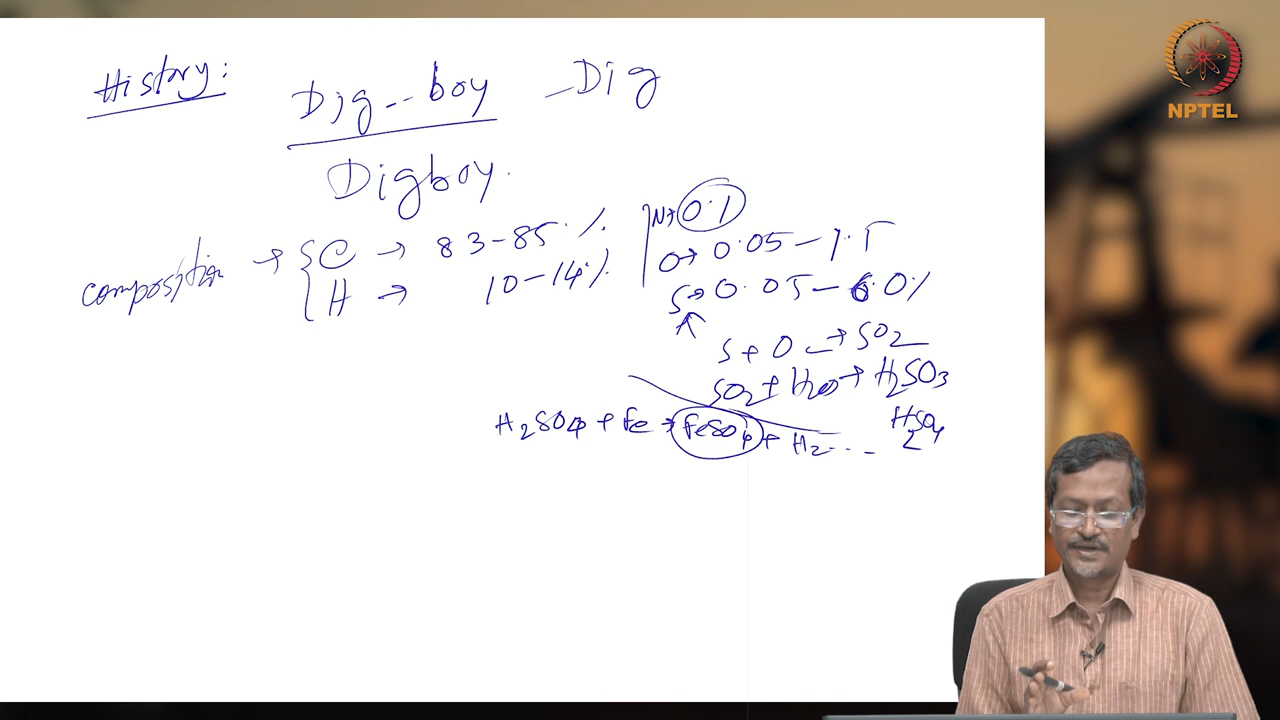 History:
Dig-boy - Dig
Digboy.
composition → { C → 83-85.%
H → 10-14%
N→ 0.1
O→ 0.05-1.5
S→ 0.05-6.0%
S + O → SO2
SO2 + H2O → H2SO3
H2SO4
H2SO4 + Fe → FeSO4 + H2...
NPTEL